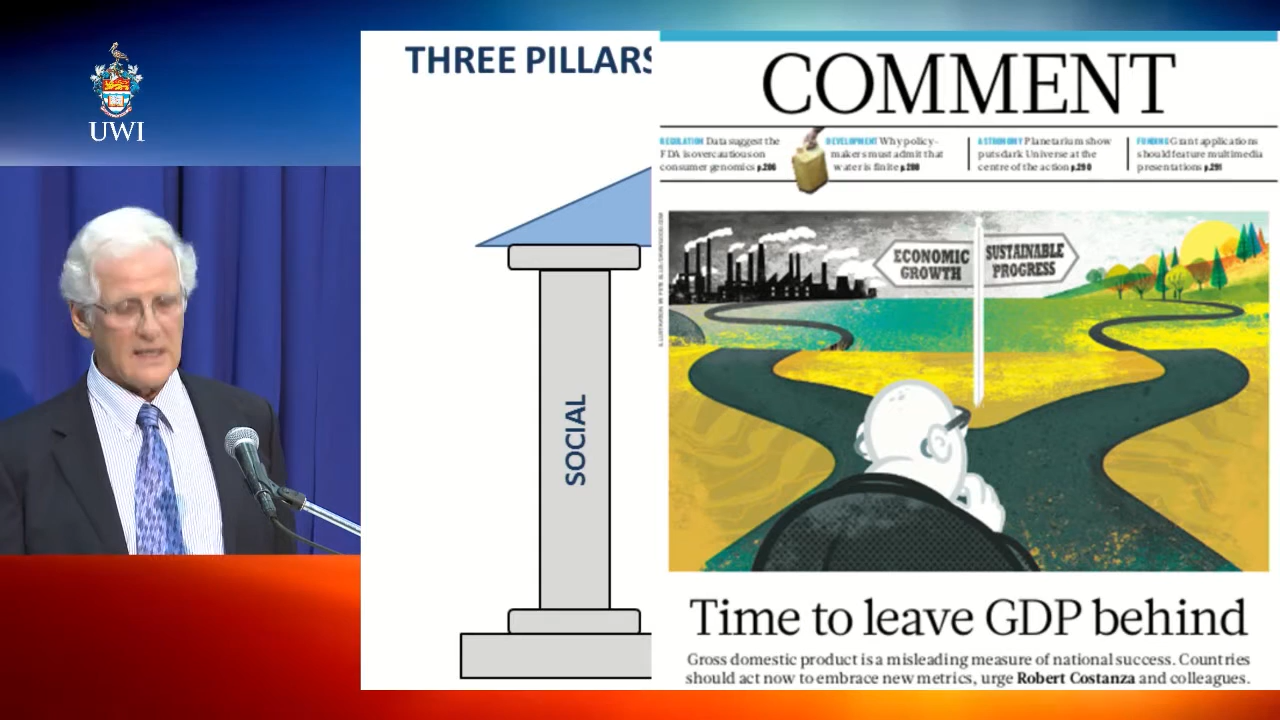 UWI
THREE PILLARS
SOCIAL
COMMENT
REGULATION Data suggest the
FDA is overcautious on
consumer genomics p.286
DEVELOPMENT Why policy-
makers must admit that
water is finite p.288
ASTRONOMY Planetarium show
puts dark Universe at the
centre of the action p.290
FUNDING Grant applications
should feature multimedia
presentations p.291
ECONOMIC
GROWTH
SUSTAINABLE
PROGRESS
Time to leave GDP behind
Gross domestic product is a misleading measure of national success. Countries
should act now to embrace new metrics, urge Robert Costanza and colleagues.